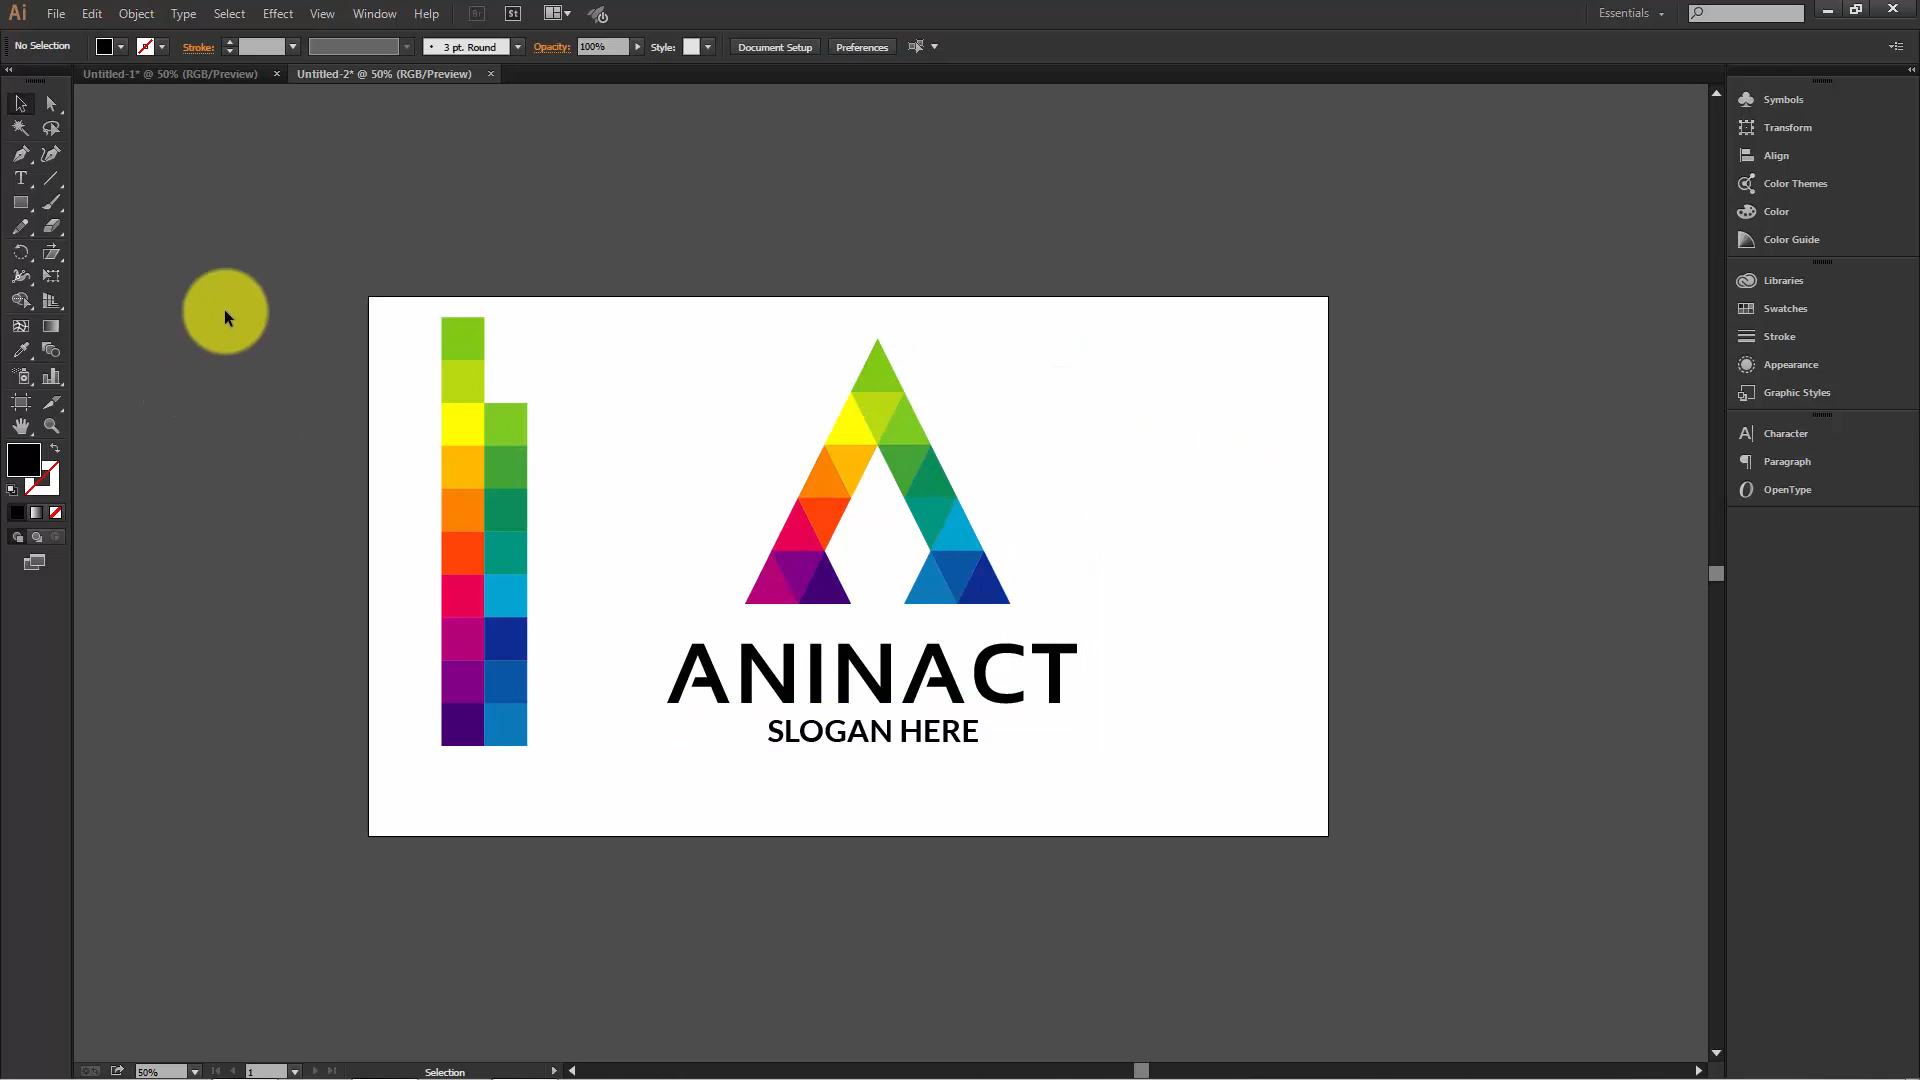 Ai File Edit Object Type Select Effect View Window Help Br St Essentials
No Selection Stroke: 3 pt. Round Opacity: 100% Style: Document Setup Preferences
Untitled-1* @ 50% (RGB/Preview) × Untitled-2* @ 50% (RGB/Preview) ×
Symbols
Transform
Align
Color Themes
Color
Color Guide
Libraries
Swatches
Stroke
Appearance
Graphic Styles
Character
Paragraph
OpenType
ANINACT
SLOGAN HERE
50% 1 Selection